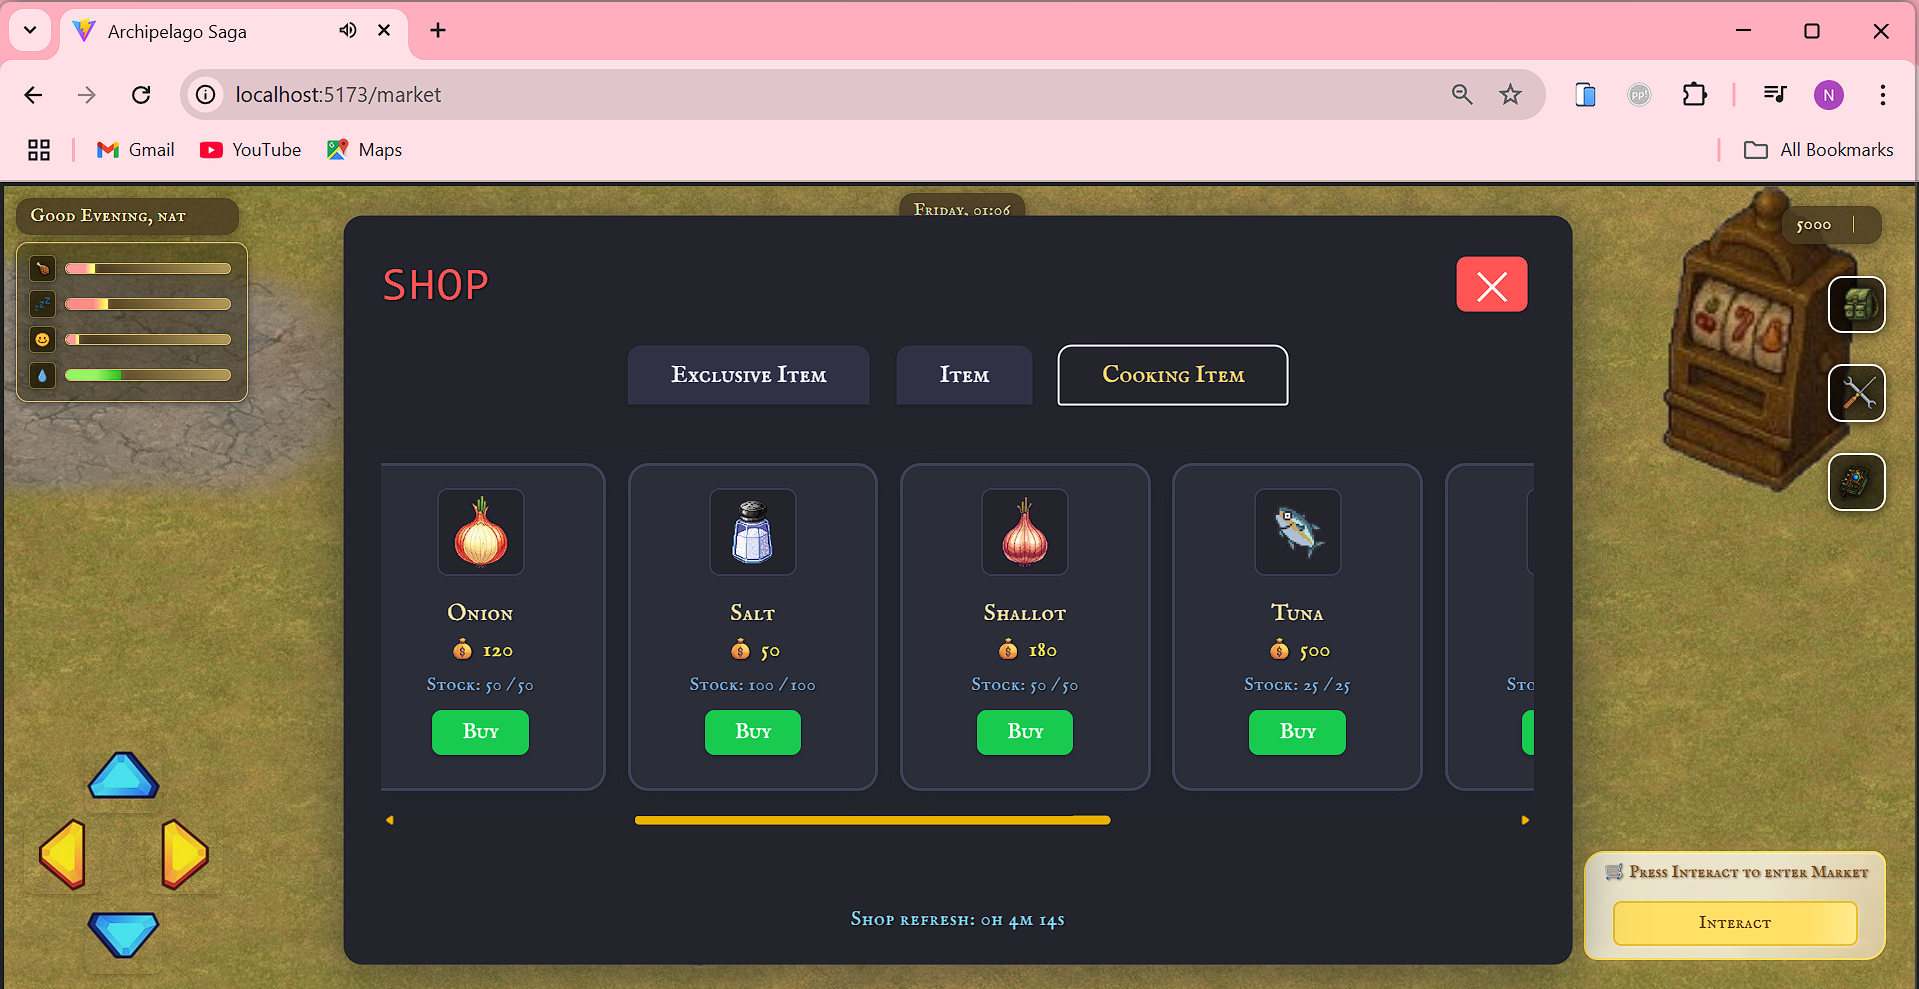 Archipelago Saga
localhost:5173/market
PP!
N
Gmail
YouTube
Maps
All Bookmarks
Good Evening, nat
Friday, 01:06
5000
SHOP
Exclusive Item
Item
Cooking Item
Onion
120
Stock: 50 / 50
Buy
Salt
50
Stock: 100 / 100
Buy
Shallot
180
Stock: 50 / 50
Buy
Tuna
500
Stock: 25 / 25
Buy
Sto
Shop refresh: 0h 4m 14s
Press Interact to enter Market
Interact